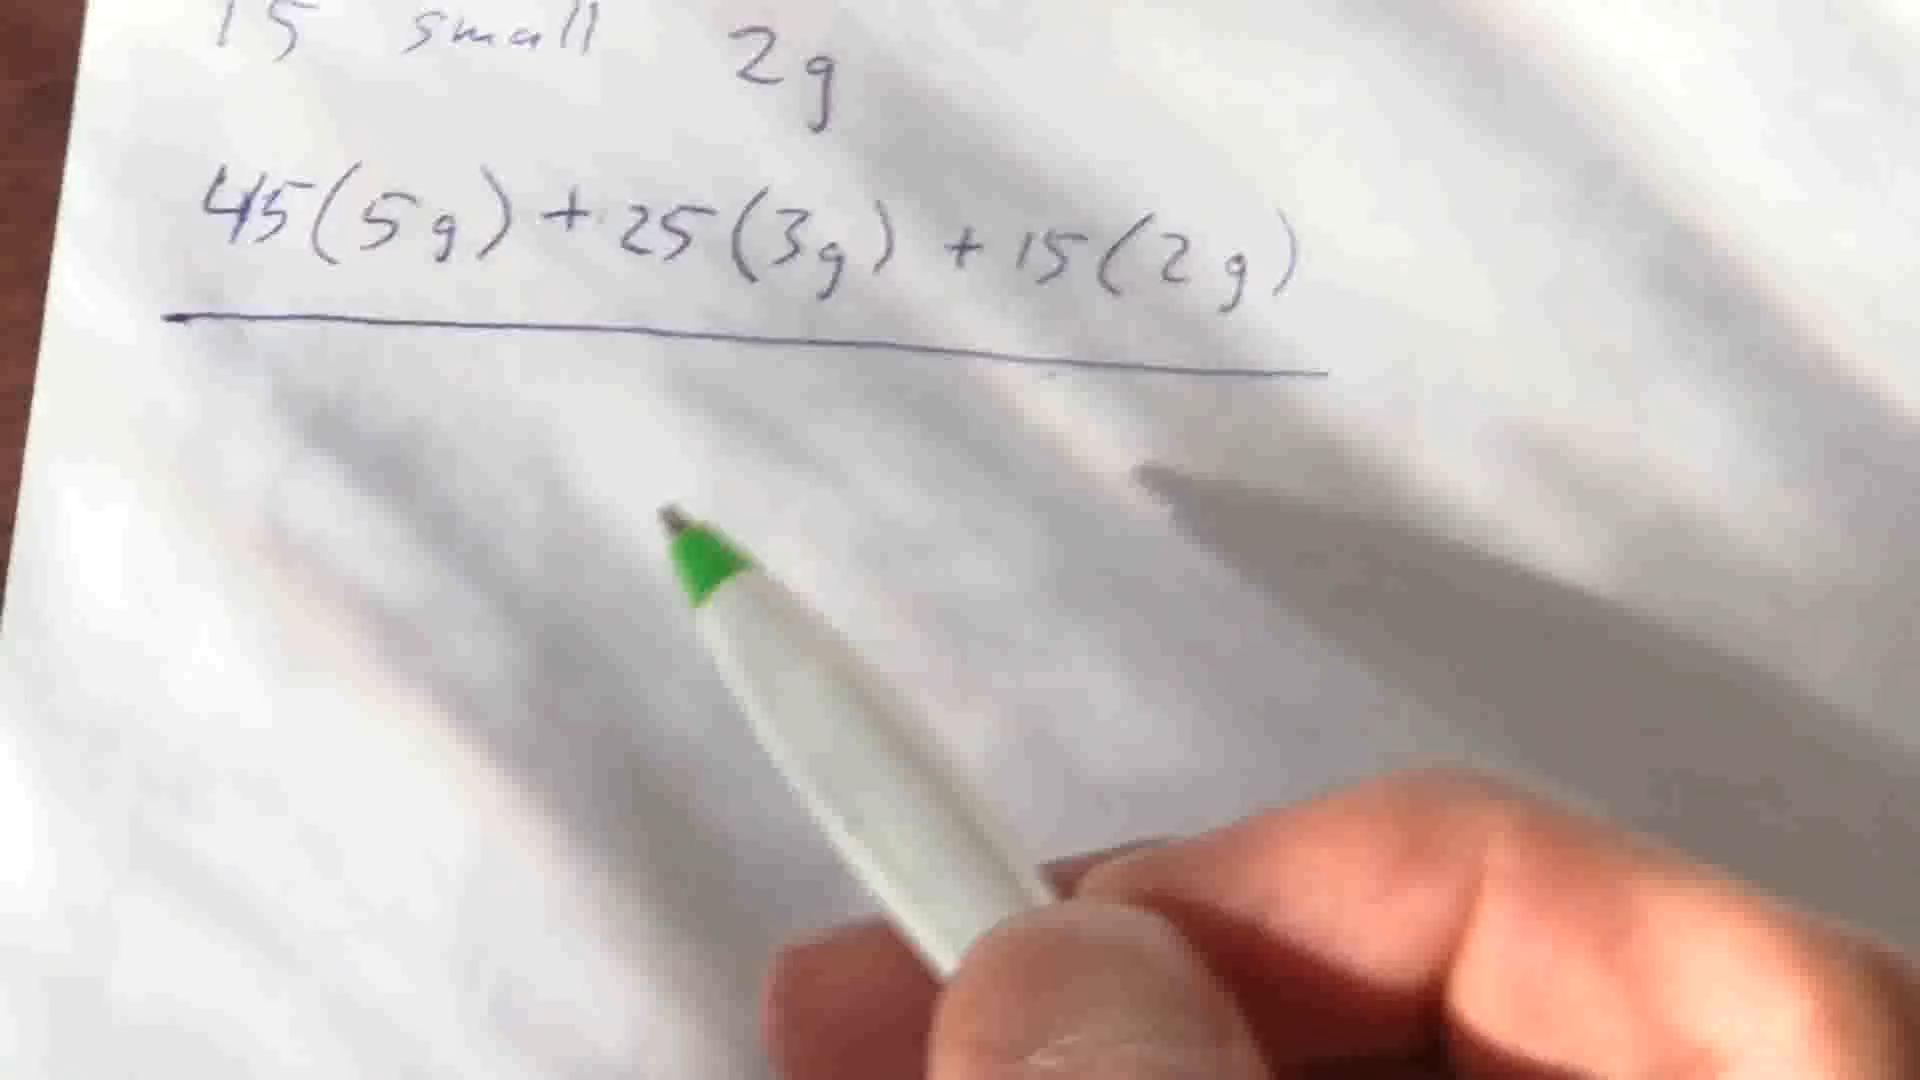 15 small 2g
45(5g) + 25(3g) + 15(2g)